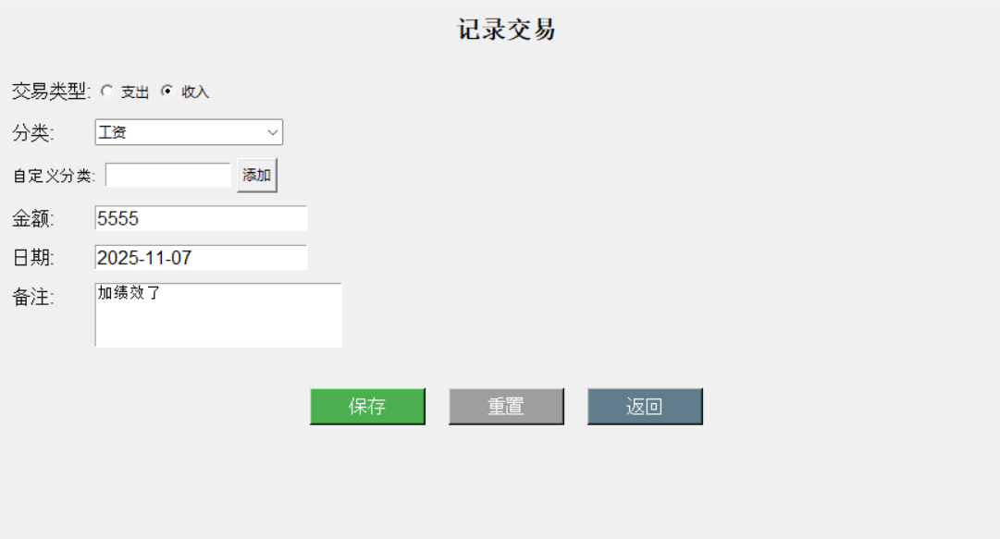 记录交易
交易类型: 支出 收入
分类: 工资
自定义分类: 添加
金额: 5555
日期: 2025-11-07
备注: 加绩效了
保存 重置 返回